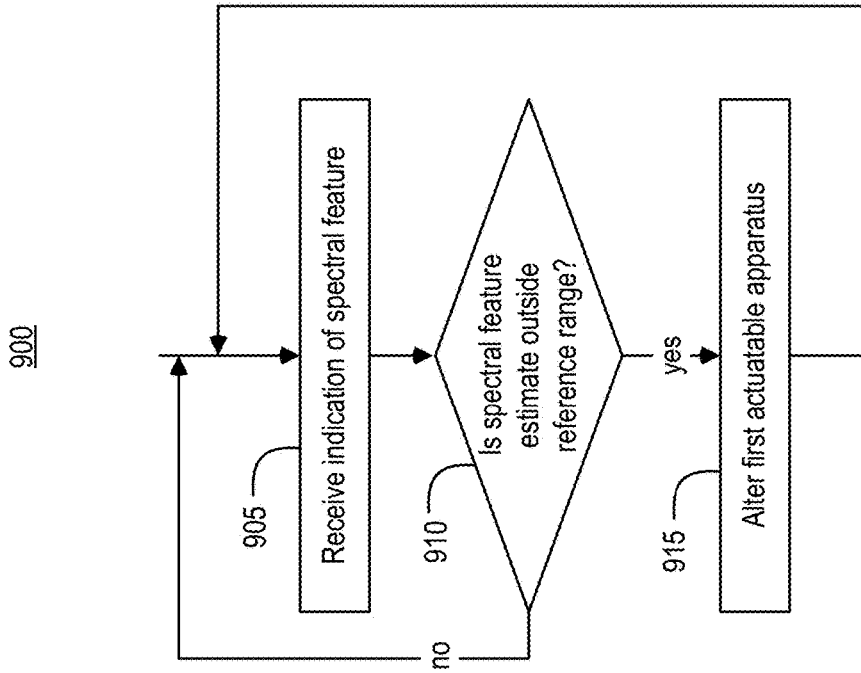 900
905
Receive indication of spectral feature
910
Is spectral feature
estimate outside
reference range?
no
yes
915
Alter first actuatable apparatus